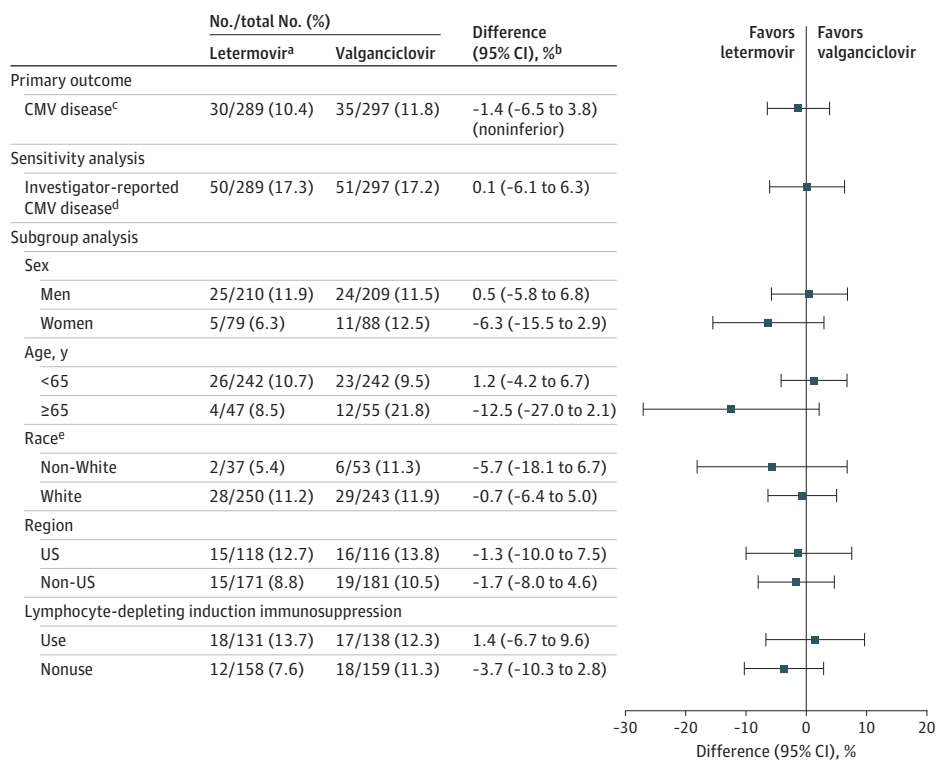 No./total No. (%)
Letermovirᵃ Valganciclovir Difference (95% CI), %ᵇ Favors letermovir Favors valganciclovir
Primary outcome
CMV diseaseᶜ 30/289 (10.4) 35/297 (11.8) -1.4 (-6.5 to 3.8)
(noninferior)
Sensitivity analysis
Investigator-reported 50/289 (17.3) 51/297 (17.2) 0.1 (-6.1 to 6.3)
CMV diseaseᵈ
Subgroup analysis
Sex
Men 25/210 (11.9) 24/209 (11.5) 0.5 (-5.8 to 6.8)
Women 5/79 (6.3) 11/88 (12.5) -6.3 (-15.5 to 2.9)
Age, y
<65 26/242 (10.7) 23/242 (9.5) 1.2 (-4.2 to 6.7)
≥65 4/47 (8.5) 12/55 (21.8) -12.5 (-27.0 to 2.1)
Raceᵉ
Non-White 2/37 (5.4) 6/53 (11.3) -5.7 (-18.1 to 6.7)
White 28/250 (11.2) 29/243 (11.9) -0.7 (-6.4 to 5.0)
Region
US 15/118 (12.7) 16/116 (13.8) -1.3 (-10.0 to 7.5)
Non-US 15/171 (8.8) 19/181 (10.5) -1.7 (-8.0 to 4.6)
Lymphocyte-depleting induction immunosuppression
Use 18/131 (13.7) 17/138 (12.3) 1.4 (-6.7 to 9.6)
Nonuse 12/158 (7.6) 18/159 (11.3) -3.7 (-10.3 to 2.8)
-30 -20 -10 0 10 20
Difference (95% CI), %